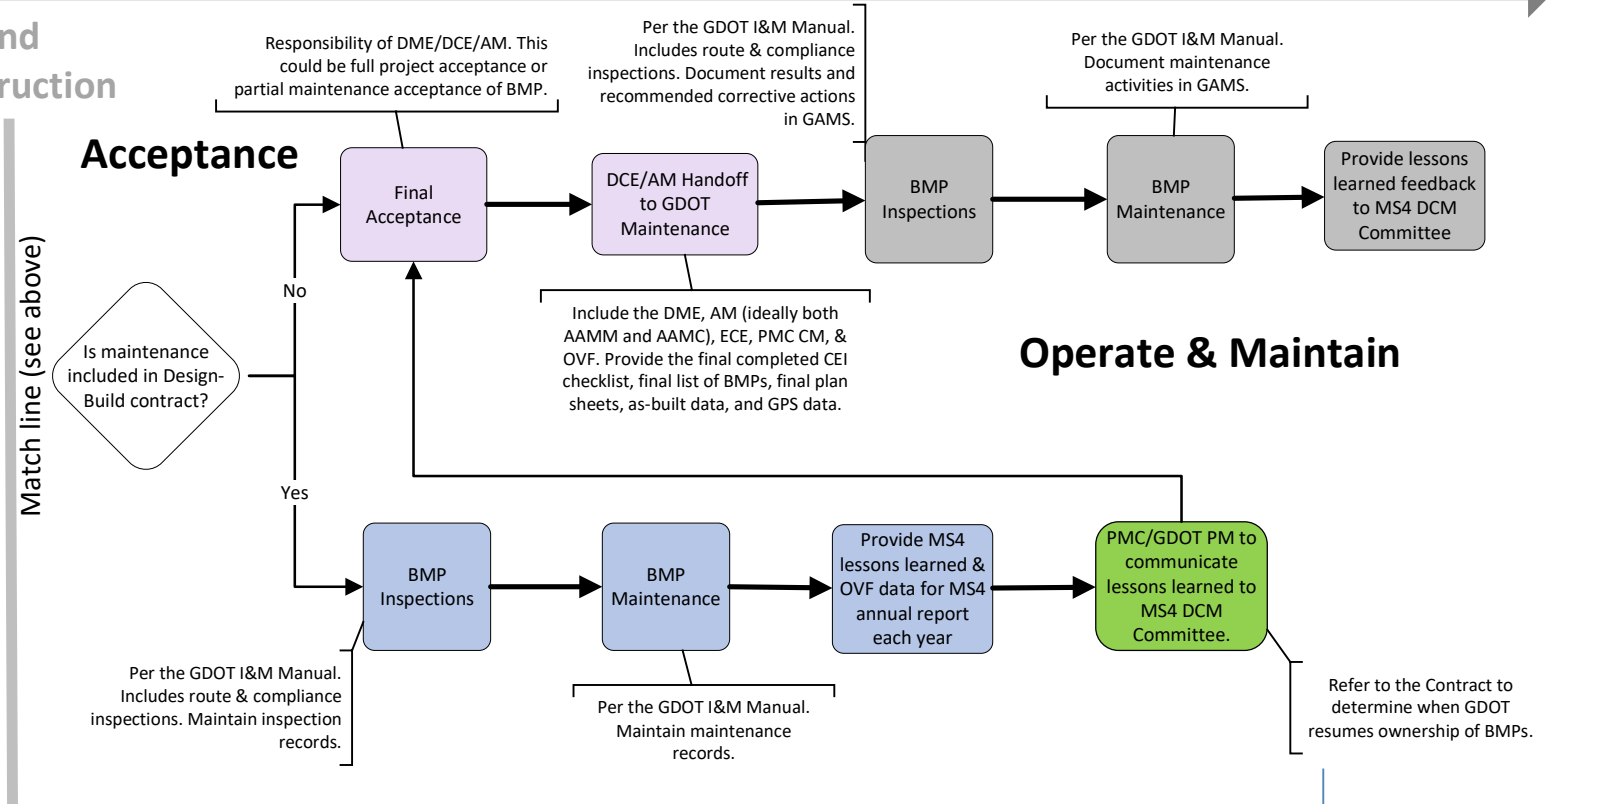 nd
ruction
Match line (see above)
Acceptance
Responsibility of DME/DCE/AM. This
could be full project acceptance or
partial maintenance acceptance of BMP.
Per the GDOT I&M Manual.
Includes route & compliance
inspections. Document results and
recommended corrective actions
in GAMS.
Per the GDOT I&M Manual.
Document maintenance
activities in GAMS.
Final
Acceptance
DCE/AM Handoff
to GDOT
Maintenance
BMP
Inspections
BMP
Maintenance
Provide lessons
learned feedback
to MS4 DCM
Committee
No
Include the DME, AM (ideally both
AAMM and AAMC), ECE, PMC CM, &
OVF. Provide the final completed CEI
checklist, final list of BMPs, final plan
sheets, as-built data, and GPS data.
Operate & Maintain
Is maintenance
included in Design-
Build contract?
Yes
BMP
Inspections
BMP
Maintenance
Provide MS4
lessons learned &
OVF data for MS4
annual report
each year
PMC/GDOT PM to
communicate
lessons learned to
MS4 DCM
Committee.
Per the GDOT I&M Manual.
Includes route & compliance
inspections. Maintain inspection
records.
Per the GDOT I&M Manual.
Maintain maintenance
records.
Refer to the Contract to
determine when GDOT
resumes ownership of BMPs.